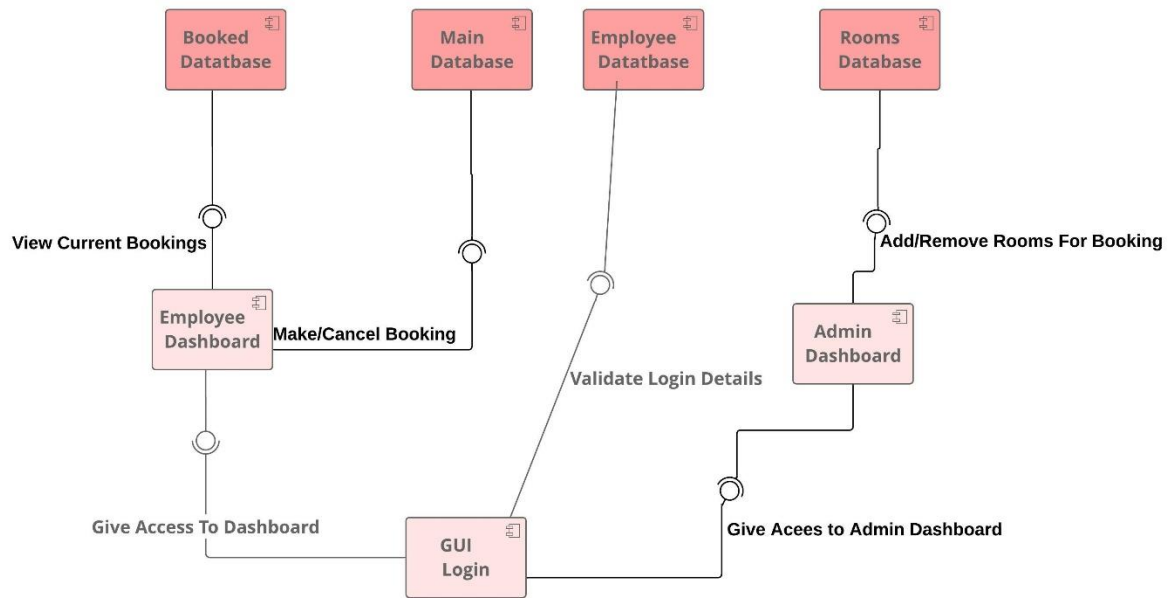 Booked
Datatbase
Main
Database
Employee
Datatbase
Rooms
Database
View Current Bookings
Add/Remove Rooms For Booking
Employee
Dashboard
Make/Cancel Booking
Admin
Dashboard
Validate Login Details
Give Access To Dashboard
GUI
Login
Give Acees to Admin Dashboard